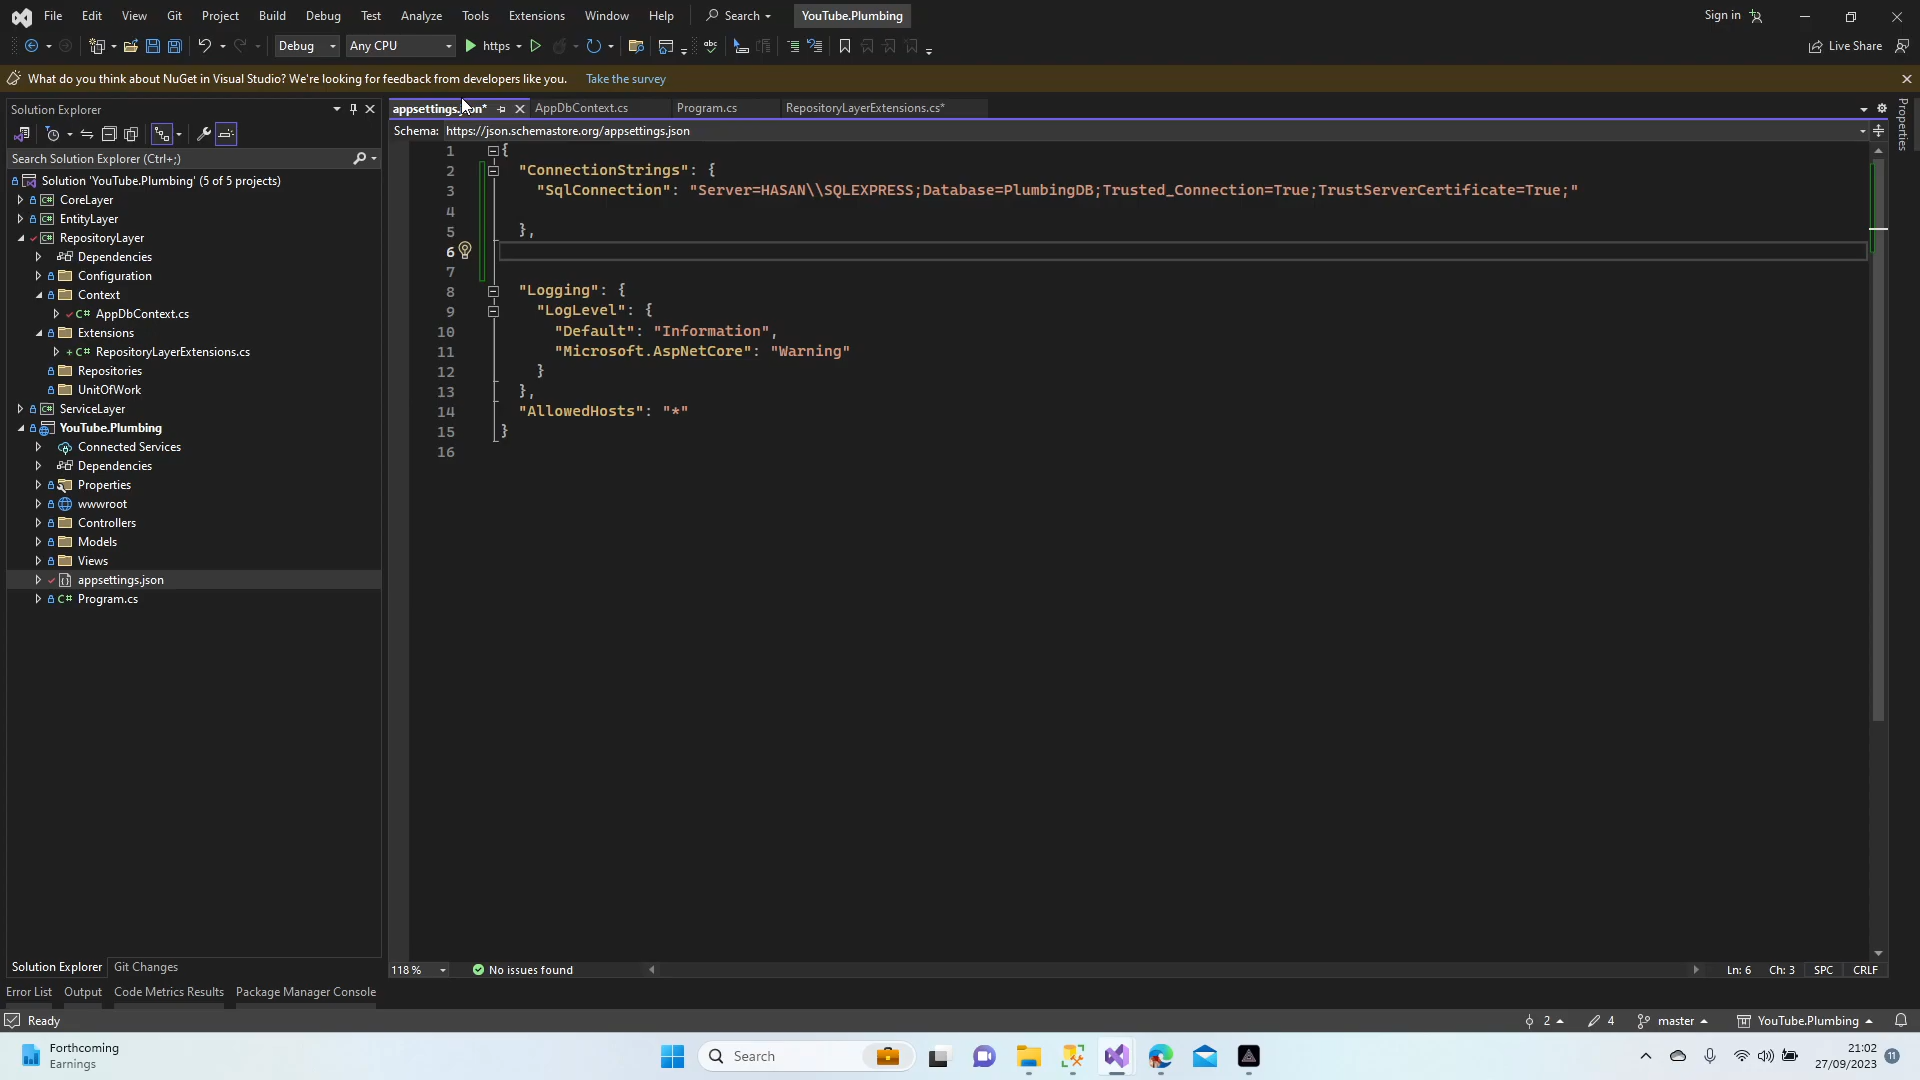 File Edit View Git Project Build Debug Test Analyze Tools Extensions Window Help Search YouTube.Plumbing Sign in
Debug Any CPU https Live Share
What do you think about NuGet in Visual Studio? We're looking for feedback from developers like you. Take the survey
Solution Explorer
appsettings.json* AppDbContext.cs Program.cs RepositoryLayerExtensions.cs*
Properties
Schema: https://json.schemastore.org/appsettings.json
Search Solution Explorer (Ctrl+;)
Solution 'YouTube.Plumbing' (5 of 5 projects)
CoreLayer
EntityLayer
RepositoryLayer
Dependencies
Configuration
Context
C# AppDbContext.cs
Extensions
C# RepositoryLayerExtensions.cs
Repositories
UnitOfWork
ServiceLayer
YouTube.Plumbing
Connected Services
Dependencies
Properties
wwwroot
Controllers
Models
Views
appsettings.json
C# Program.cs
1 {
2 "ConnectionStrings": {
3 "SqlConnection": "Server=HASAN\\SQLEXPRESS;Database=PlumbingDB;Trusted_Connection=True;TrustServerCertificate=True;"
4
5 },
6
7
8 "Logging": {
9 "LogLevel": {
10 "Default": "Information",
11 "Microsoft.AspNetCore": "Warning"
12 }
13 },
14 "AllowedHosts": "*"
15 }
16
Solution Explorer Git Changes
118 % No issues found Ln: 6 Ch: 3 SPC CRLF
Error List Output Code Metrics Results Package Manager Console
Ready 2 4 master YouTube.Plumbing
Forthcoming
Earnings
Search
21:02
27/09/2023
11